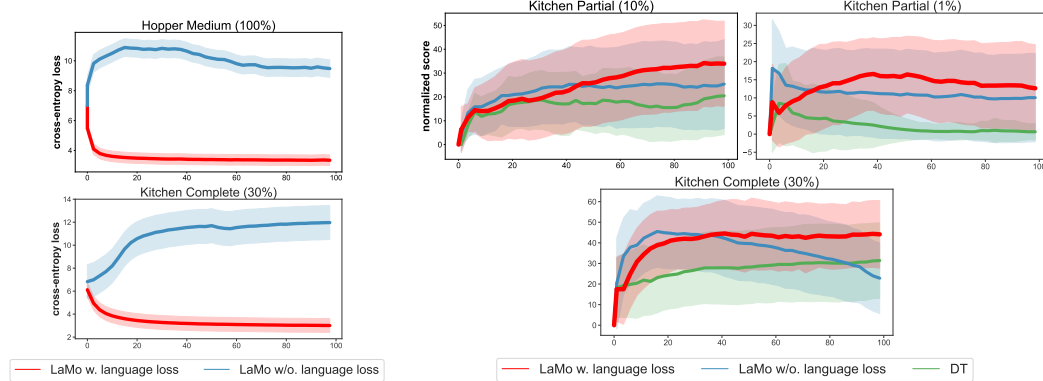 Hopper Medium (100%)
cross-entropy loss
10
8
6
4
0 20 40 60 80 100
Kitchen Complete (30%)
cross-entropy loss
14
12
10
8
6
4
2
0 20 40 60 80 100
LaMo w. language loss LaMo w/o. language loss
Kitchen Partial (10%)
normalized score
50
40
30
20
10
0
0 20 40 60 80 100
Kitchen Partial (1%)
30
25
20
15
10
5
0
−5
0 20 40 60 80 100
Kitchen Complete (30%)
60
50
40
30
20
10
0
0 20 40 60 80 100
LaMo w. language loss LaMo w/o. language loss DT